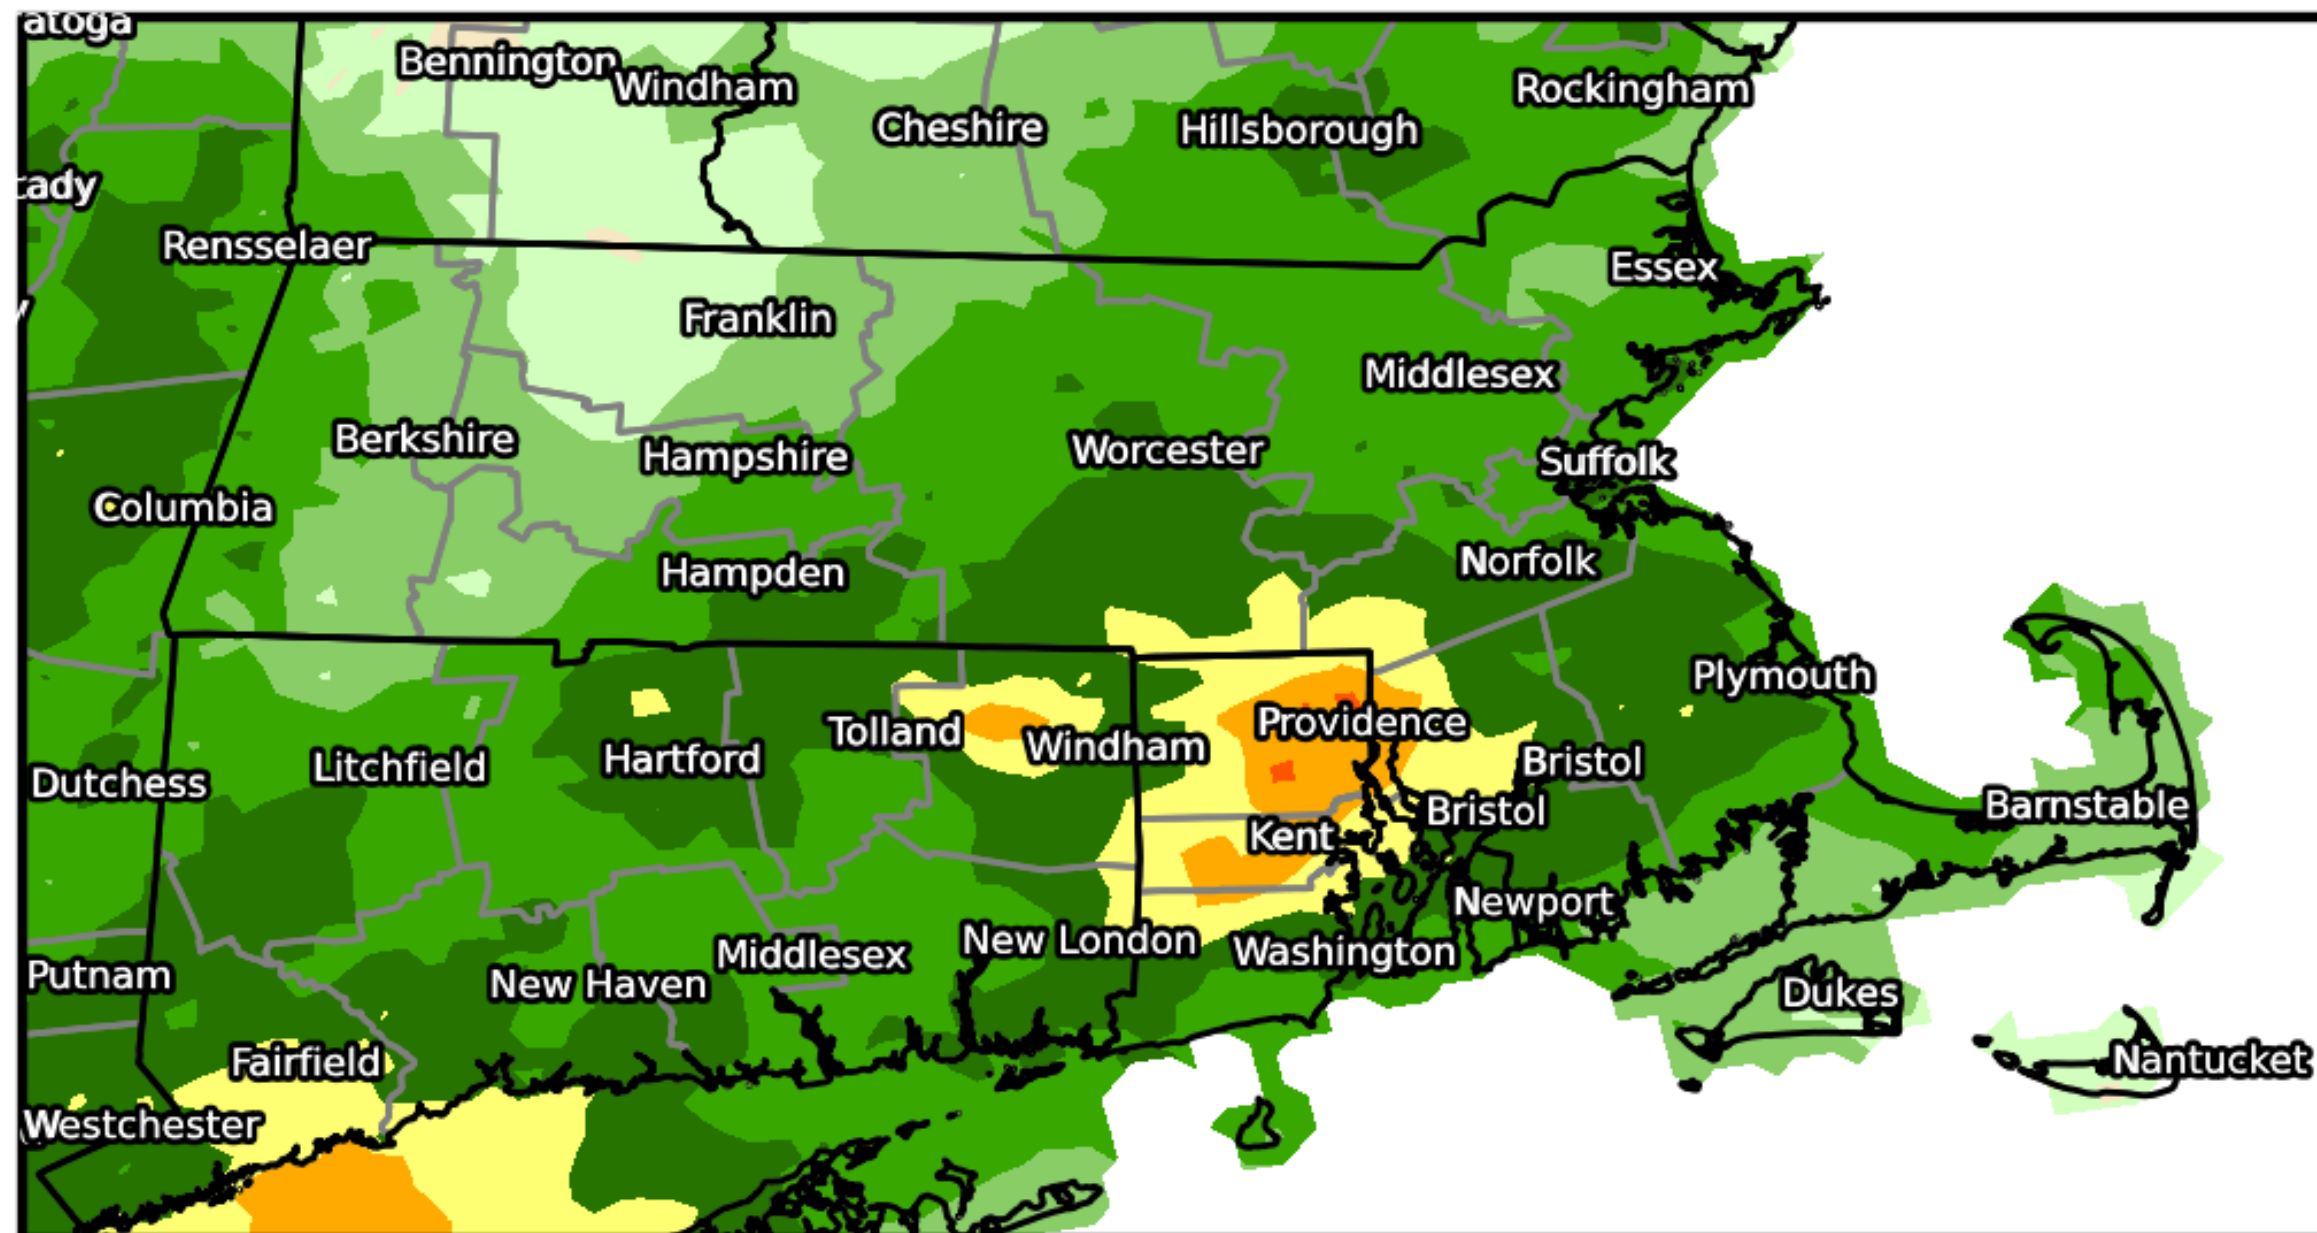 atoga
Bennington
Windham
Rockingham
Cheshire
Hillsborough
cady
Rensselaer
Essex
Franklin
Middlesex
Berkshire
Hampshire
Worcester
Suffolk
Columbia
Norfolk
Hampden
Plymouth
Providence
Tolland
Windham
Hartford
Litchfield
Bristol
Dutchess
Bristol
Barnstable
Kent
Newport
New London
Washington
Middlesex
Putnam
New Haven
Dukes
Fairfield
Nantucket
Westchester